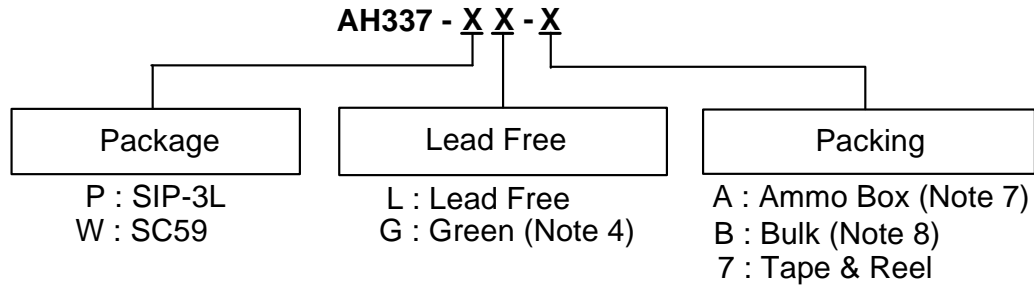 AH337 - X X - X
Package
Lead Free
Packing
P : SIP-3L
W : SC59
L : Lead Free
G : Green (Note 4)
A : Ammo Box (Note 7)
B : Bulk (Note 8)
7 : Tape & Reel